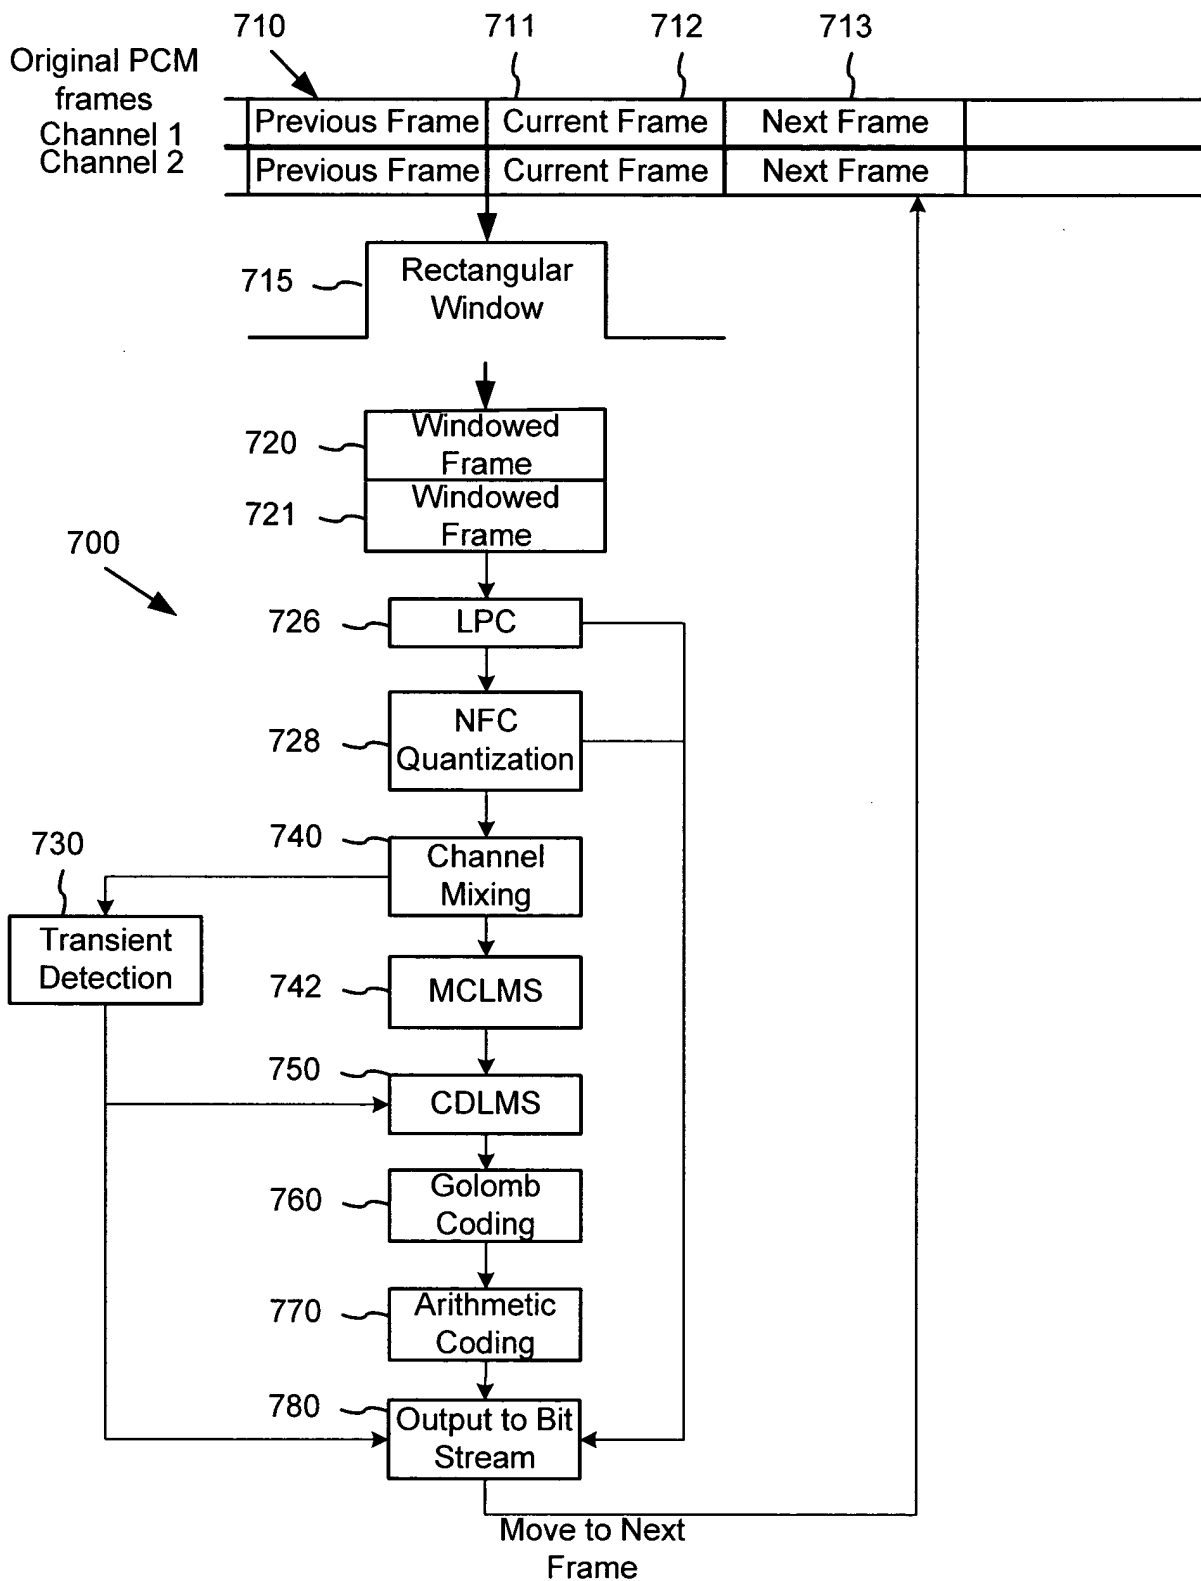 710
711
712
713
Original PCM
frames
Channel 1
Channel 2
Previous Frame
Current Frame
Next Frame
Previous Frame
Current Frame
Next Frame
715
Rectangular
Window
720
Windowed
Frame
721
Windowed
Frame
700
726
LPC
728
NFC
Quantization
740
Channel
Mixing
730
Transient
Detection
742
MCLMS
750
CDLMS
760
Golomb
Coding
770
Arithmetic
Coding
780
Output to Bit
Stream
Move to Next
Frame